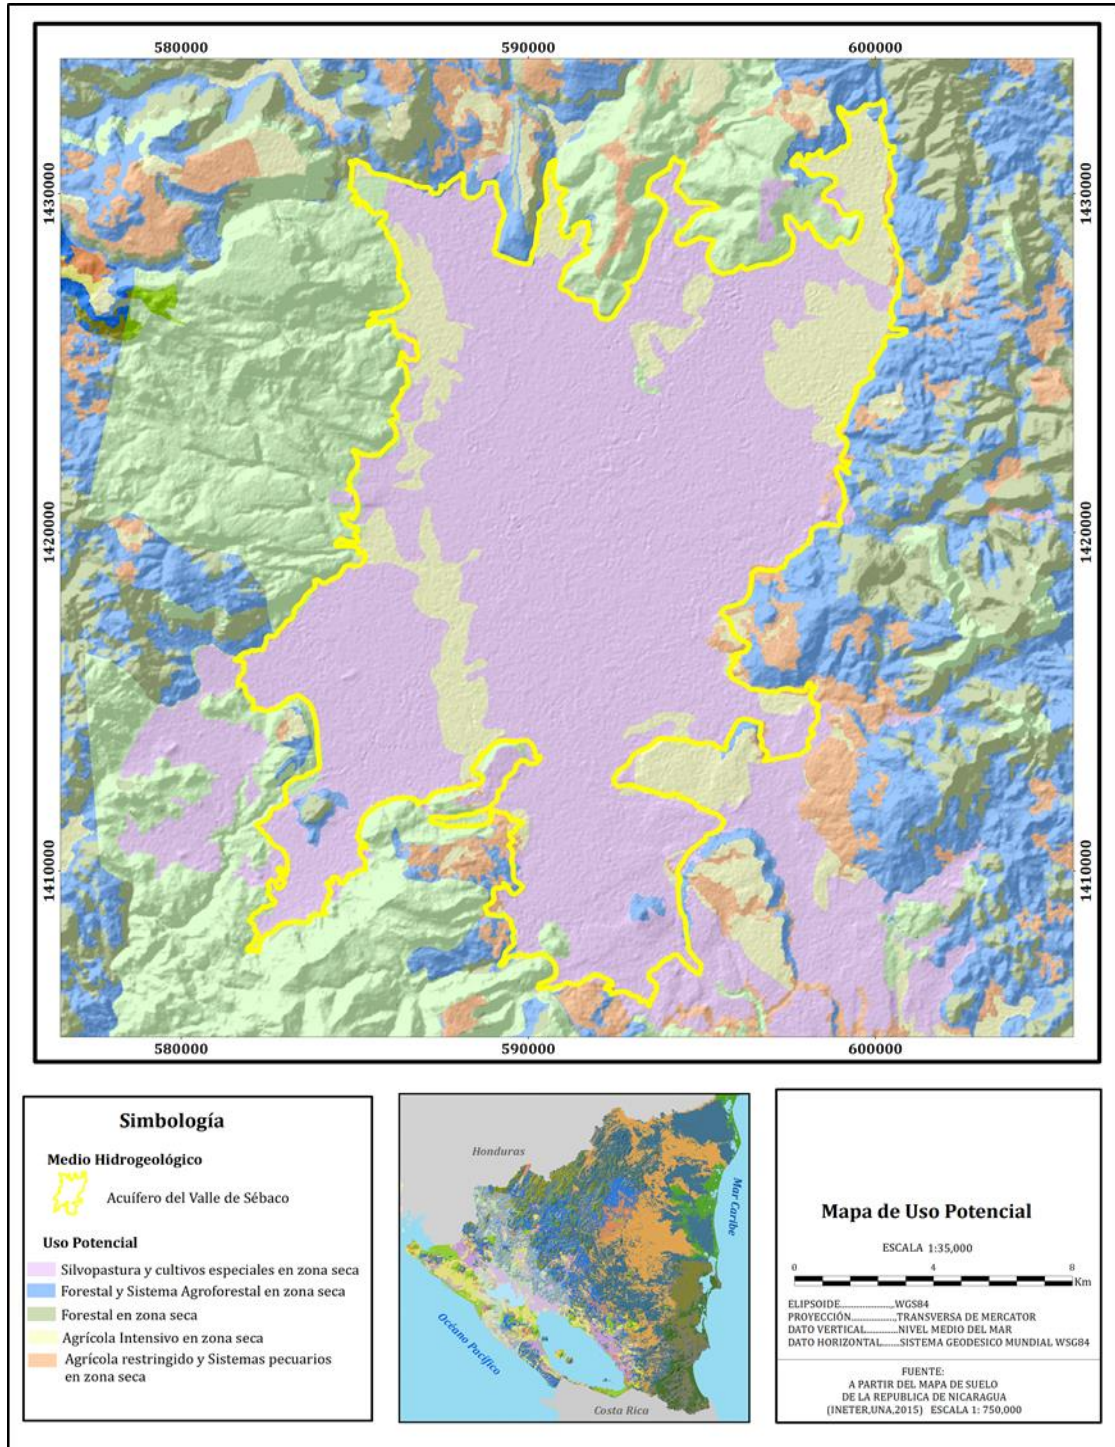 580000 590000 600000
1430000 1430000
1420000 1420000
1410000 1410000
580000 590000 600000
Simbología
Medio Hidrogeológico
Acuífero del Valle de Sébaco
Uso Potencial
Silvopastura y cultivos especiales en zona seca
Forestal y Sistema Agroforestal en zona seca
Forestal en zona seca
Agrícola Intensivo en zona seca
Agrícola restringido y Sistemas pecuarios
en zona seca
Honduras
Mar Caribe
Océano Pacífico
Costa Rica
Mapa de Uso Potencial
ESCALA 1:35,000
0 4 8
Km
ELIPSOIDE....................WGS84
PROYECCIÓN....................TRANSVERSA DE MERCATOR
DATO VERTICAL............NIVEL MEDIO DEL MAR
DATO HORIZONTAL.......SISTEMA GEODESICO MUNDIAL WSG84
FUENTE:
A PARTIR DEL MAPA DE SUELO
DE LA REPUBLICA DE NICARAGUA
(INETER,UNA,2015) ESCALA 1: 750,000